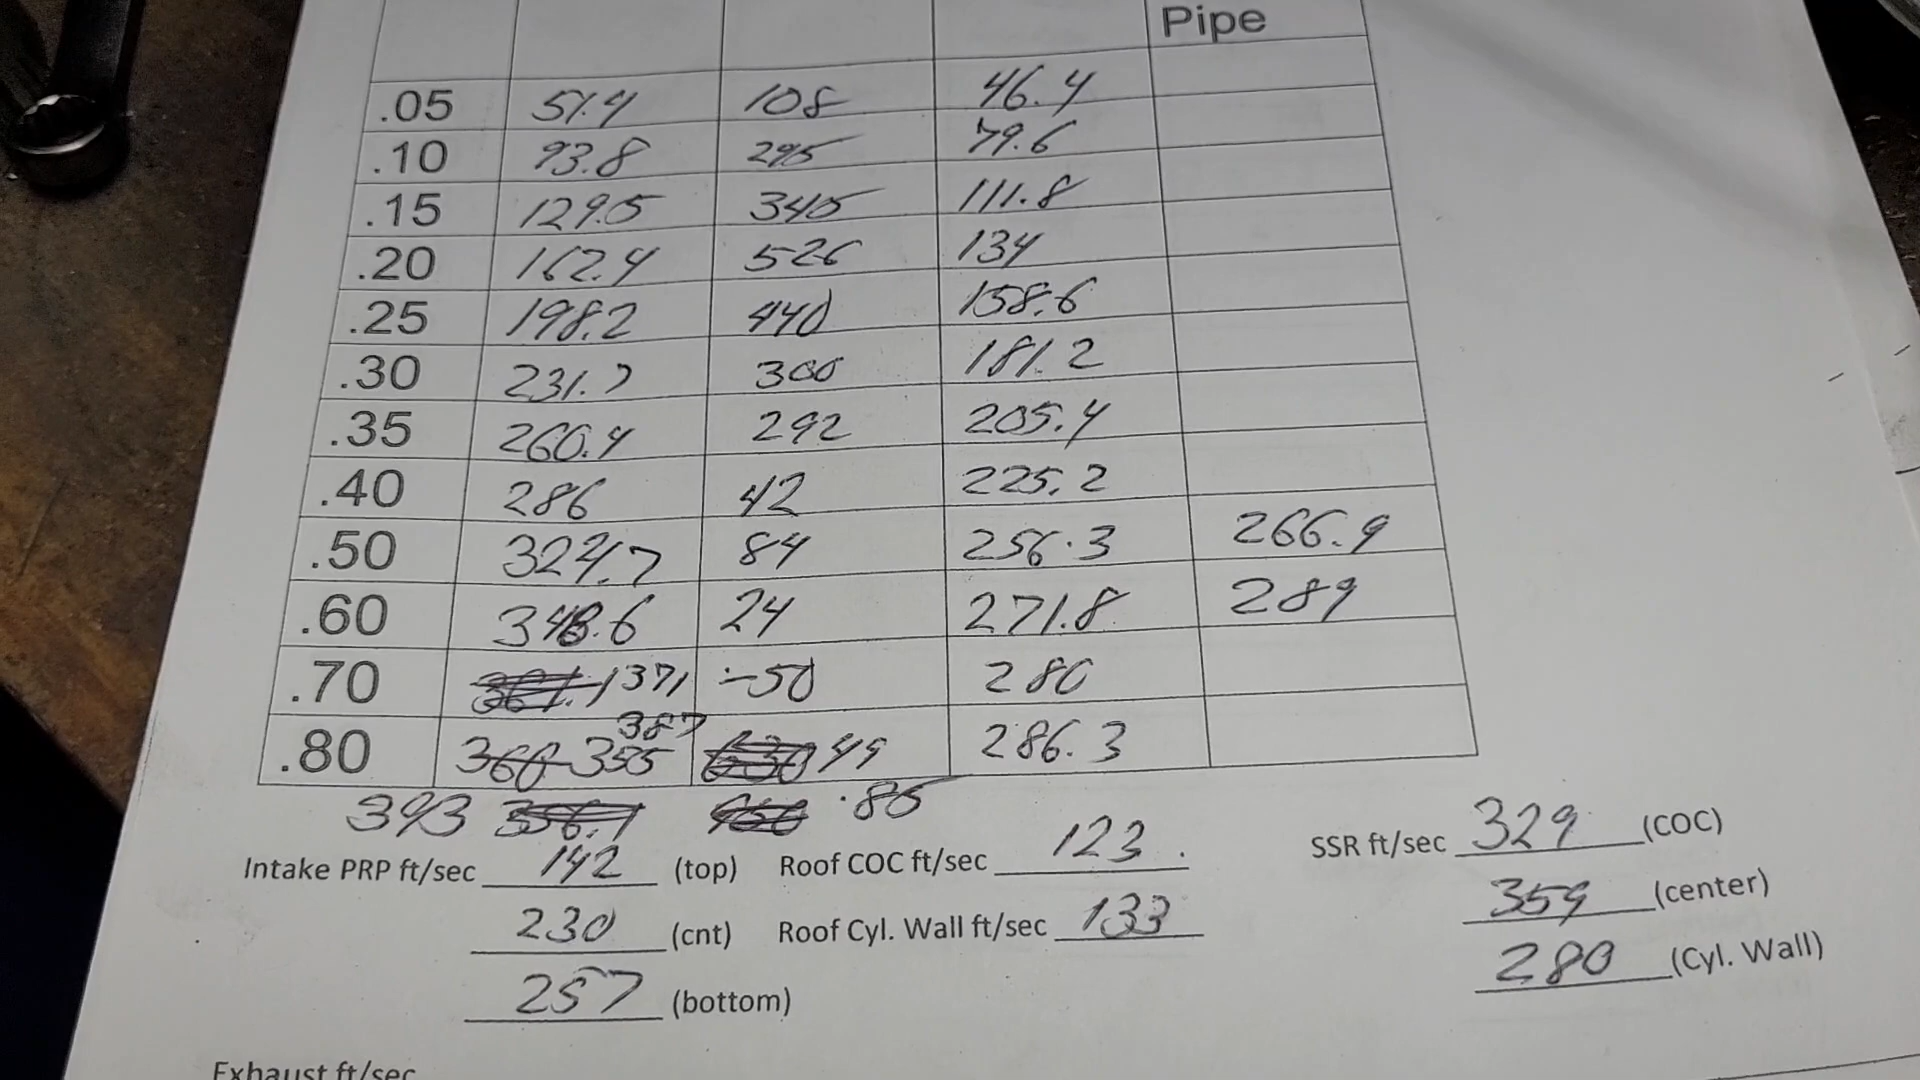 Pipe
.05 51.4 108 46.4
.10 93.8 295 79.6
.15 129.5 345 111.8
.20 162.4 526 134
.25 198.2 440 158.6
.30 231.7 300 181.2
.35 260.4 292 205.4
.40 286 42 225.2
.50 324.7 84 256.3 266.9
.60 348.6 24 271.8 289
.70 371 -50 280
387
.80 360 355 49 286.3
393 .85
Intake PRP ft/sec 142 (top) Roof COC ft/sec 123 SSR ft/sec 329 (COC)
230 (cnt) Roof Cyl. Wall ft/sec 133 359 (center)
257 (bottom) 280 (Cyl. Wall)
Exhaust ft/sec